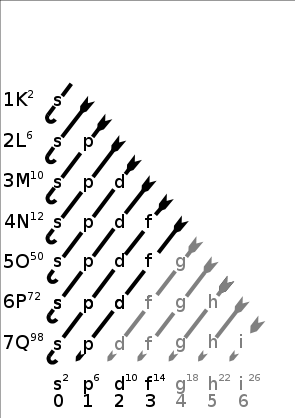 1K² s
2L⁶ s p
3M¹⁰ s p d
4N¹² s p d f
5O⁵⁰ s p d f g
6P⁷² s p d f g h
7Q⁹⁸ s p d f g h i
s² p⁶ d¹⁰ f¹⁴ g¹⁸ h²² i²⁶
0 1 2 3 4 5 6